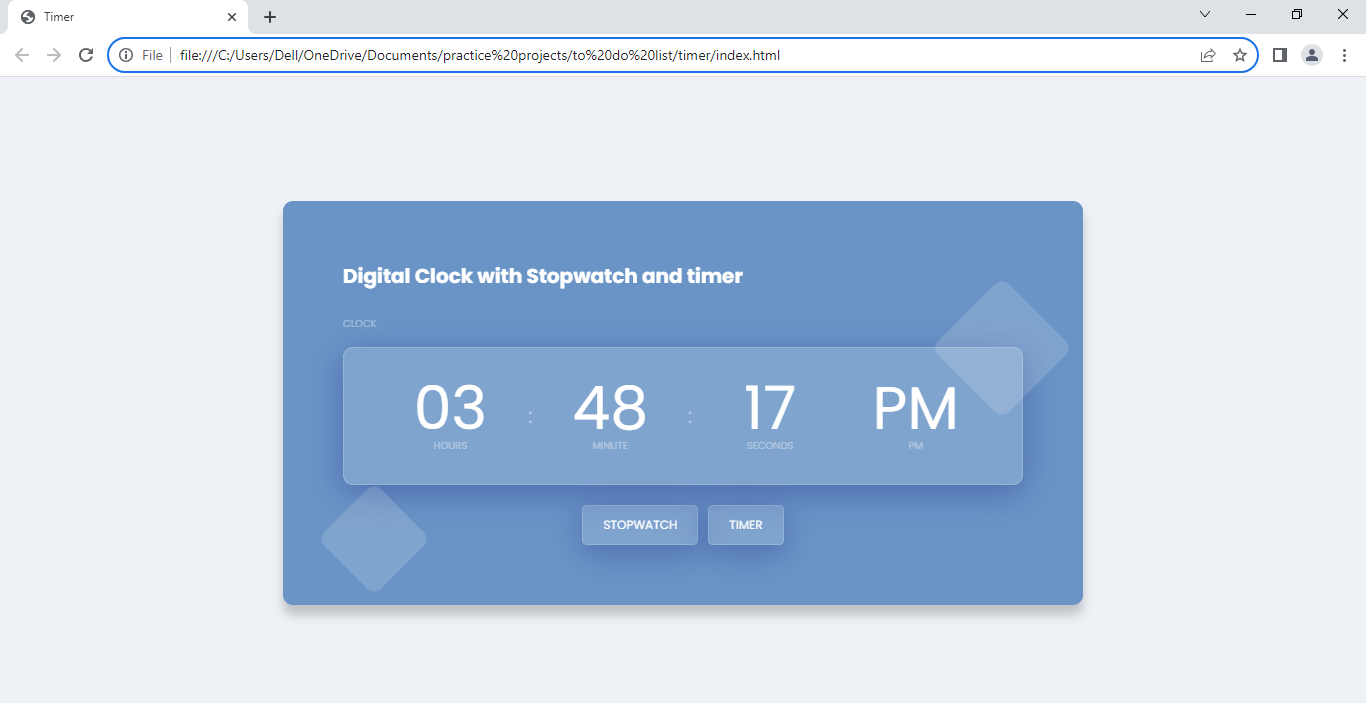 Timer
File
file:///C:/Users/Dell/OneDrive/Documents/practice%20projects/to%20do%20list/timer/index.html
Digital Clock with Stopwatch and timer
CLOCK
03 : 48 : 17 PM
HOURS MINUTE SECONDS PM
STOPWATCH TIMER